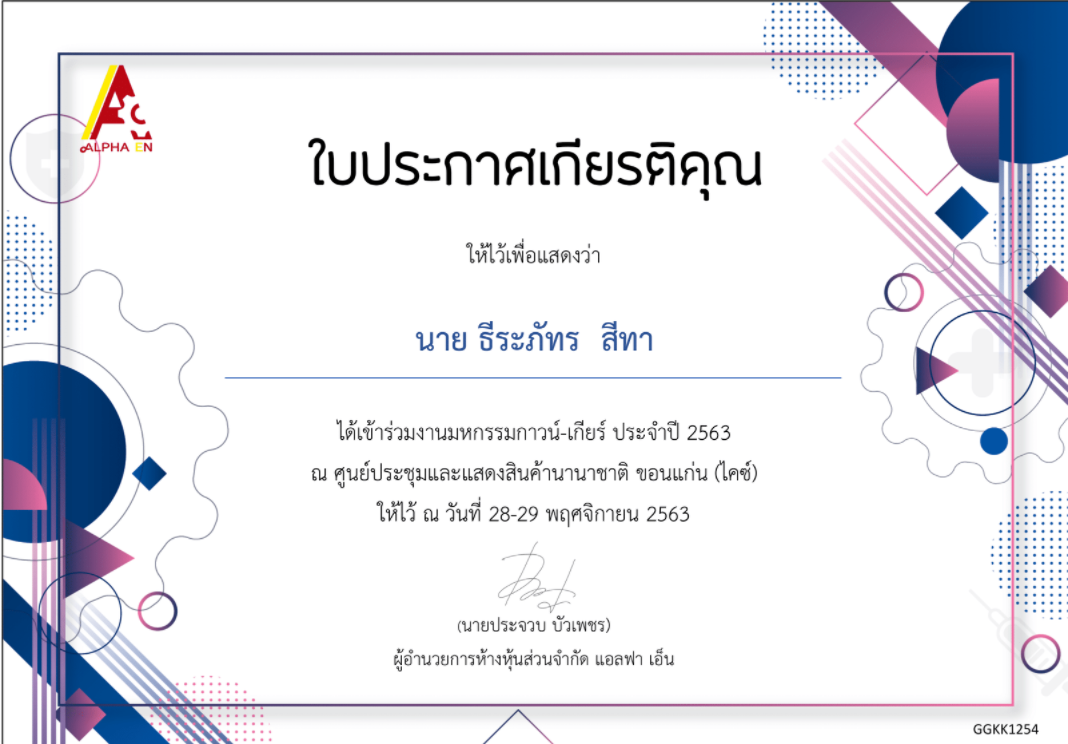 ALPHA EN
ใบประกาศเกียรติคุณ
ให้ไว้เพื่อแสดงว่า
นาย ธีระภัทร สีทา
ได้เข้าร่วมงานมหกรรมกาวน์-เกียร์ ประจำปี 2563
ณ ศูนย์ประชุมและแสดงสินค้านานาชาติ ขอนแก่น (ไคซ์)
ให้ไว้ ณ วันที่ 28-29 พฤศจิกายน 2563
(นายประจวบ บัวเพชร)
ผู้อำนวยการห้างหุ้นส่วนจำกัด แอลฟา เอ็น
GGKK1254